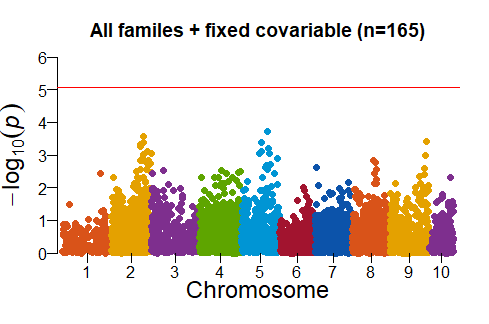 All familes + fixed covariable (n=165)
6
5
4
3
2
1
0
−log10(p)
1 2 3 4 5 6 7 8 9 10
Chromosome